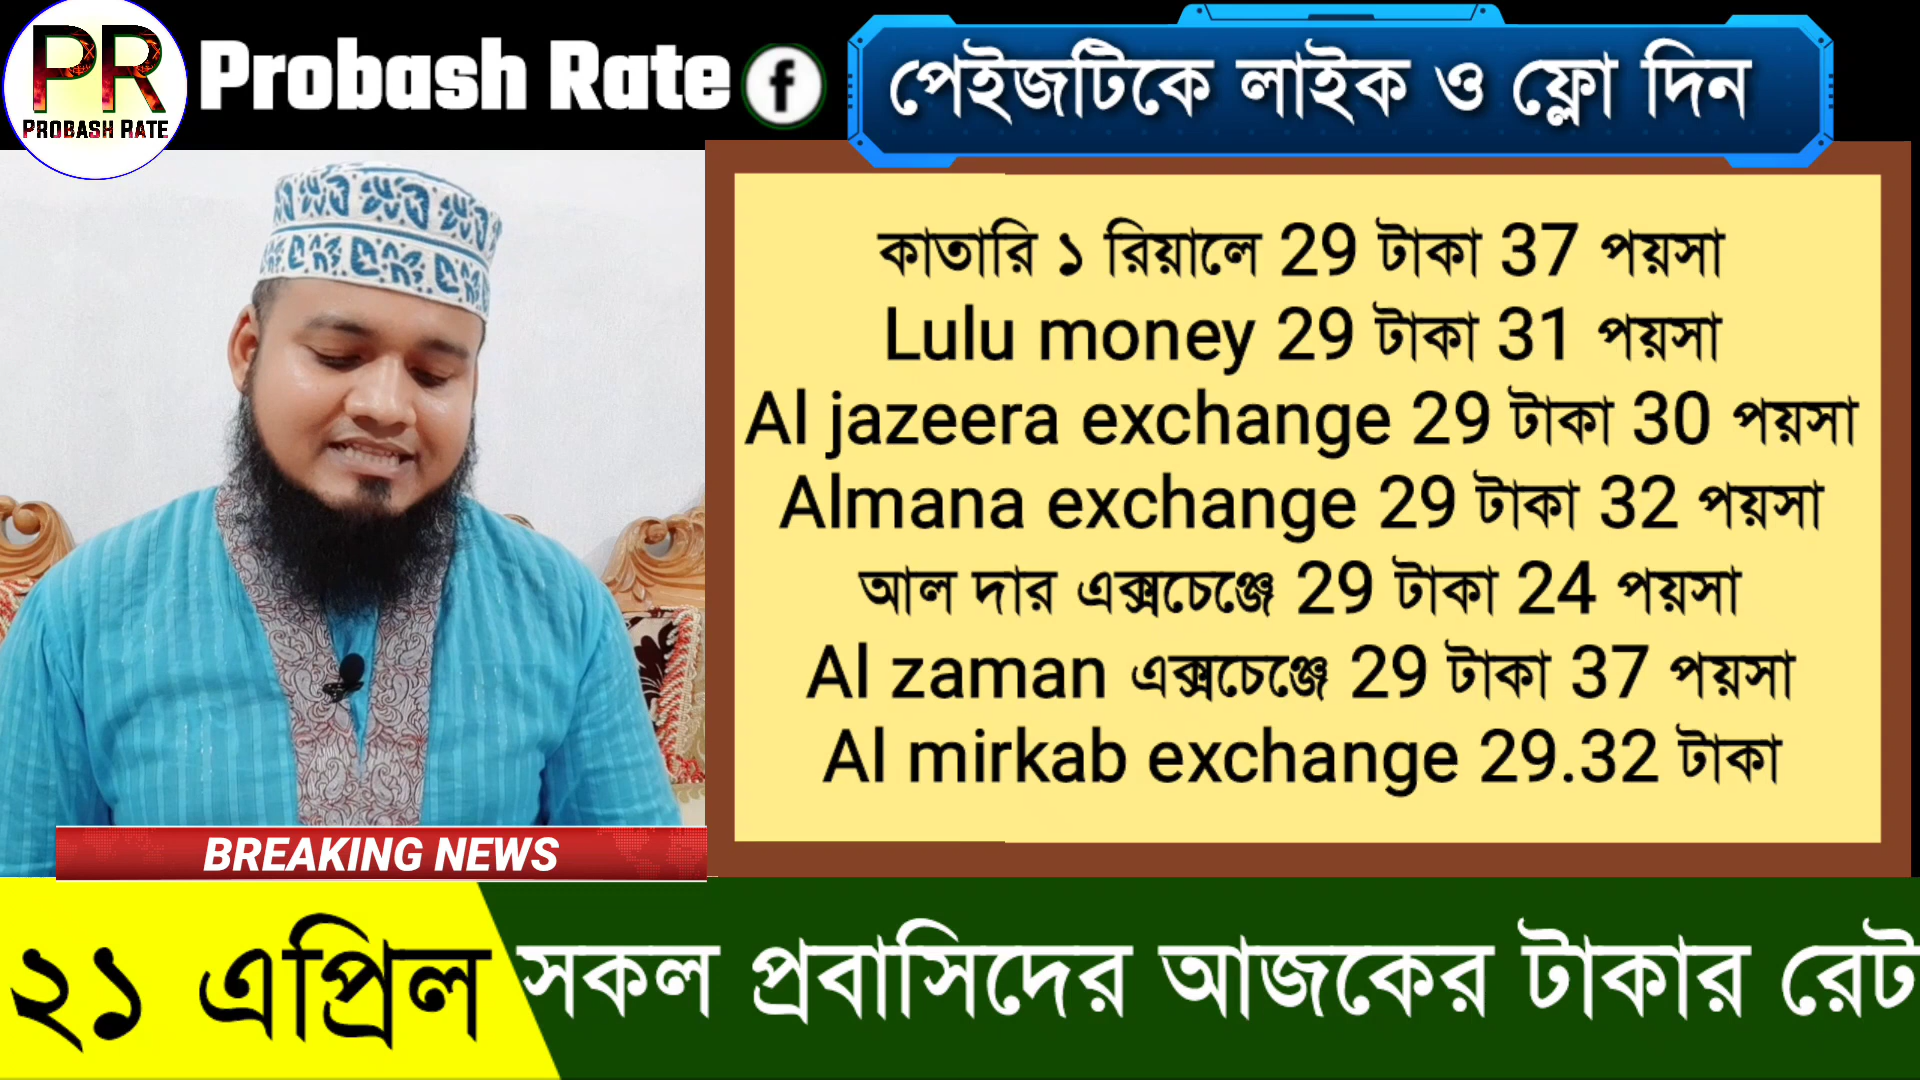 PR
PROBASH RATE
Probash Rate f
পেইজটিকে লাইক ও ফ্লো দিন
কাতারি ১ রিয়ালে 29 টাকা 37 পয়সা
Lulu money 29 টাকা 31 পয়সা
Al jazeera exchange 29 টাকা 30 পয়সা
Almana exchange 29 টাকা 32 পয়সা
আল দার এক্সচেঞ্জে 29 টাকা 24 পয়সা
Al zaman এক্সচেঞ্জে 29 টাকা 37 পয়সা
Al mirkab exchange 29.32 টাকা
BREAKING NEWS
২১ এপ্রিল সকল প্রবাসিদের আজকের টাকার রেট